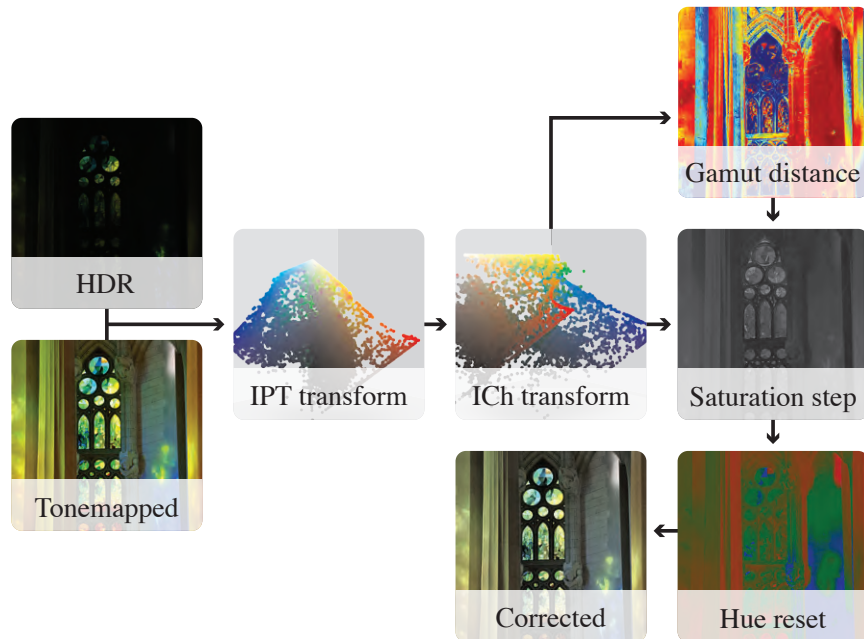 Gamut distance
HDR
IPT transform
ICh transform
Saturation step
Tonemapped
Corrected
Hue reset